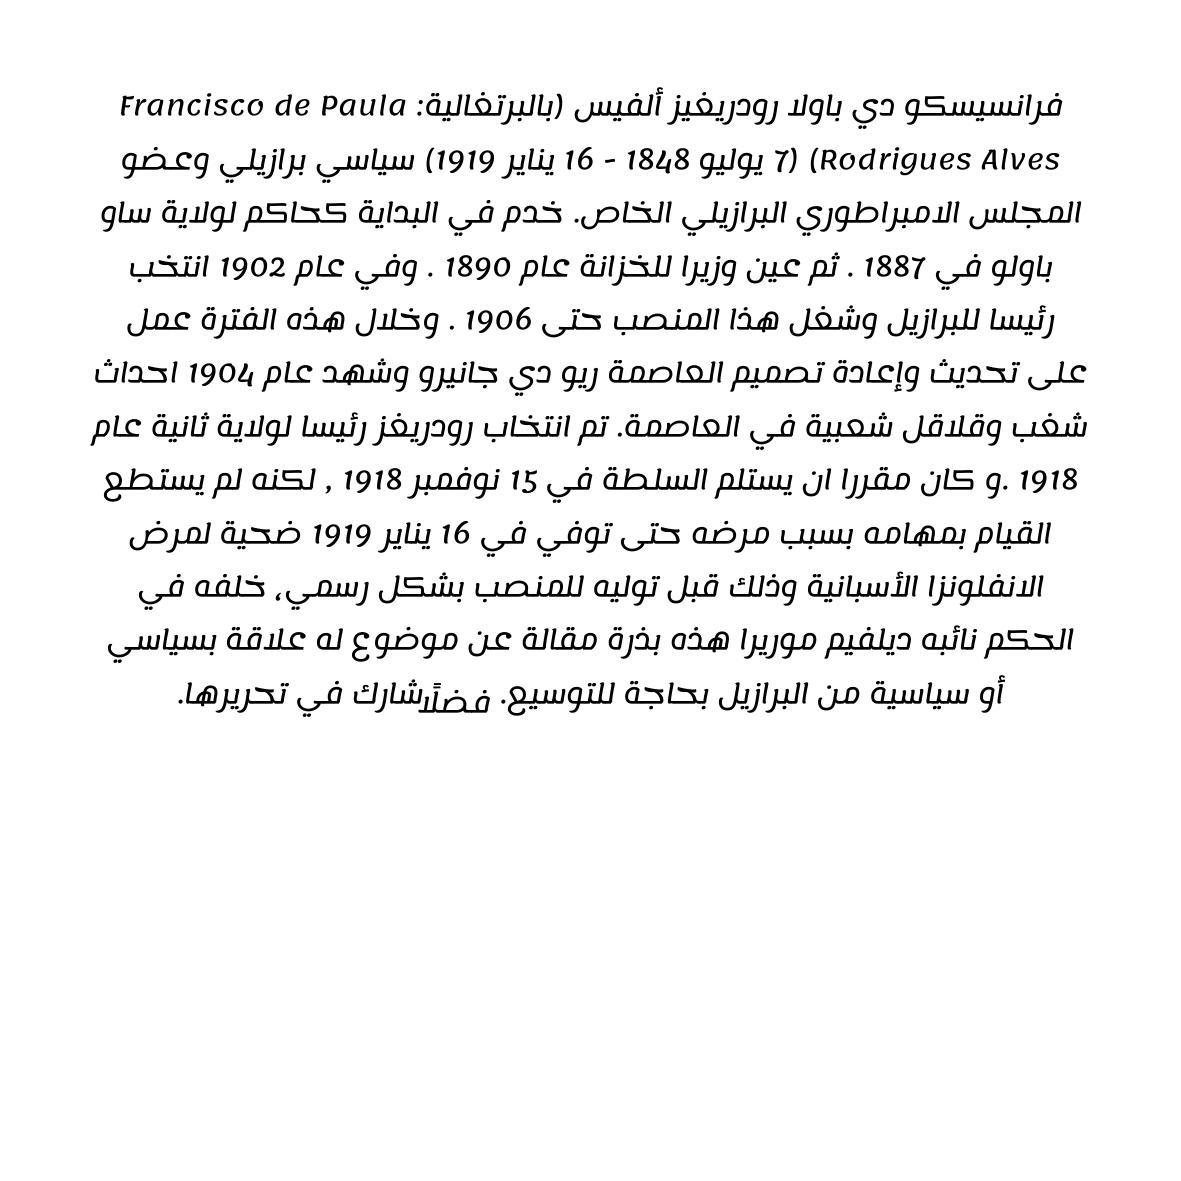 فرانسيسكو دي باولا رودريغيز ألفيس (بالبرتغالية: Francisco de Paula
Rodrigues Alves) (7 يوليو 1848 - 16 يناير 1919) سياسي برازيلي وعضو
المجلس الامبراطوري البرازيلي الخاص. خدم في البداية كحاكم لولاية ساو
باولو في 1887 . ثم عين وزيرا للخزانة عام 1890 . وفي عام 1902 انتخب
رئيسا للبرازيل وشغل هذا المنصب حتى 1906 . وخلال هذه الفترة عمل
على تحديث وإعادة تصميم العاصمة ريو دي جانيرو وشهد عام 1904 احداث
شغب وقلاقل شعبية في العاصمة. تم انتخاب رودريغز رئيسا لولاية ثانية عام
1918 .و كان مقررا ان يستلم السلطة في 15 نوفمبر 1918 , لكنه لم يستطع
القيام بمهامه بسبب مرضه حتى توفي في 16 يناير 1919 ضحية لمرض
الانفلونزا الأسبانية وذلك قبل توليه للمنصب بشكل رسمي، خلفه في
الحكم نائبه ديلفيم موريرا هذه بذرة مقالة عن موضوع له علاقة بسياسي
أو سياسية من البرازيل بحاجة للتوسيع. فضلًا شارك في تحريرها.